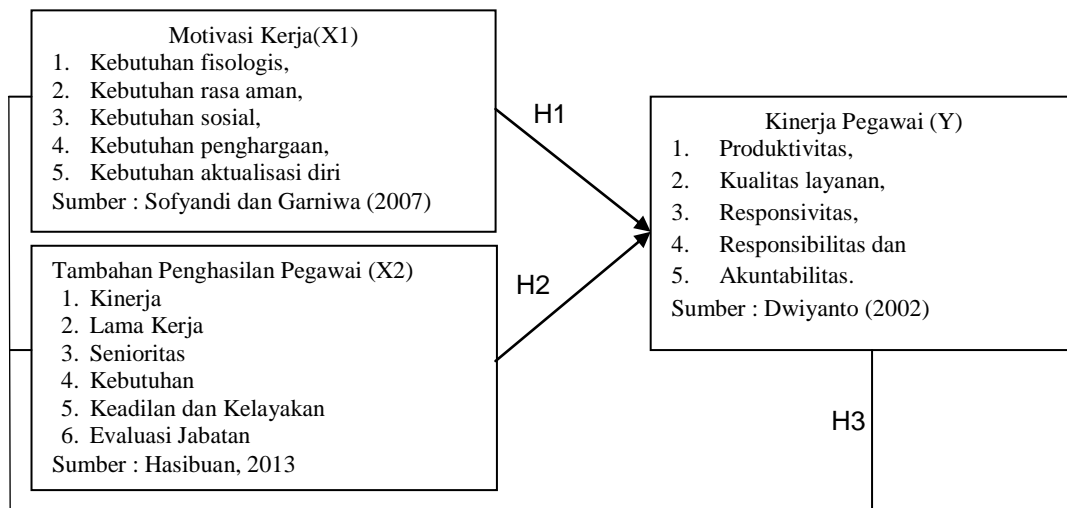 Motivasi Kerja(X1)
1. Kebutuhan fisologis,
2. Kebutuhan rasa aman,
3. Kebutuhan sosial,
4. Kebutuhan penghargaan,
5. Kebutuhan aktualisasi diri
Sumber : Sofyandi dan Garniwa (2007)
H1
Tambahan Penghasilan Pegawai (X2)
1. Kinerja
2. Lama Kerja
3. Senioritas
4. Kebutuhan
5. Keadilan dan Kelayakan
6. Evaluasi Jabatan
Sumber : Hasibuan, 2013
H2
Kinerja Pegawai (Y)
1. Produktivitas,
2. Kualitas layanan,
3. Responsivitas,
4. Responsibilitas dan
5. Akuntabilitas.
Sumber : Dwiyanto (2002)
H3